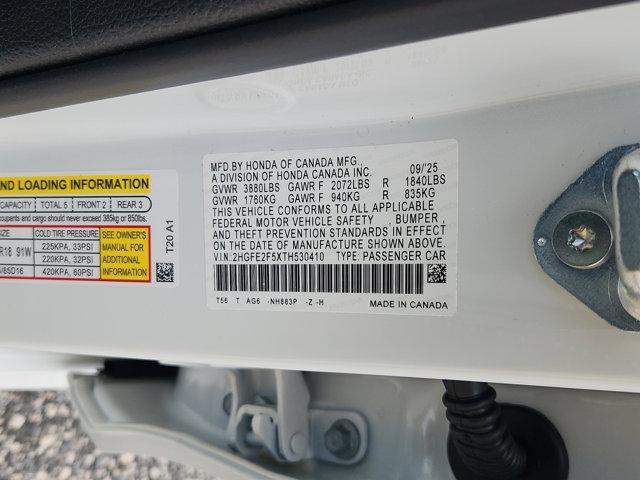 MFD.BY HONDA OF CANADA MFG.,
A DIVISION OF HONDA CANADA INC. 09/'25
GVWR 3880LBS GAWR F 2072LBS R 1840LBS
GVWR 1760KG GAWR F 940KG R 835KG
THIS VEHICLE CONFORMS TO ALL APPLICABLE
FEDERAL MOTOR VEHICLE SAFETY , BUMPER ,
AND THEFT PREVENTION STANDARDS IN EFFECT ON
THE DATE OF MANUFACTURE SHOWN ABOVE.
V.I.N.:2HGFE2F5XTH530410 TYPE: PASSENGER CAR
T56 T AG6 -NH883P -Z -H MADE IN CANADA
ND LOADING INFORMATION
CAPACITY TOTAL 5 FRONT 2 REAR 3
occupants and cargo should never exceed 385kg or 850lbs.
COLD TIRE PRESSURE
R18 91W 225KPA, 33PSI
220KPA, 32PSI
/85D16 420KPA, 60PSI
SEE OWNER'S
MANUAL FOR
ADDITIONAL
INFORMATION
T20 A1